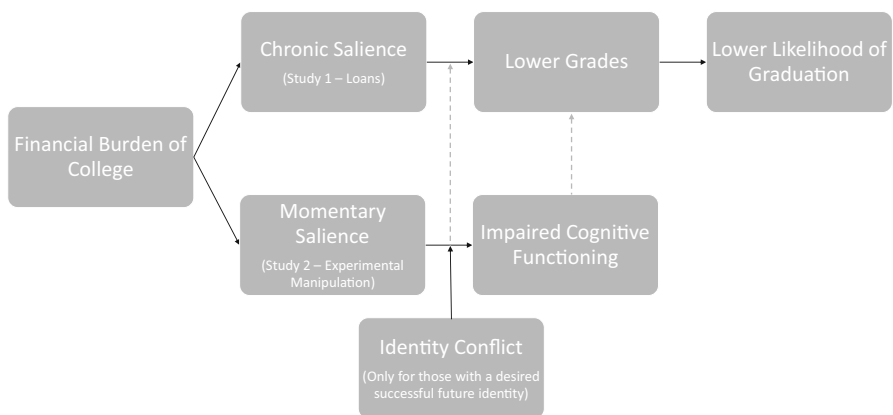 Chronic Salience
(Study 1 – Loans)
Lower Grades
Lower Likelihood of
Graduation
Financial Burden of
College
Momentary
Salience
(Study 2 – Experimental
Manipulation)
Impaired Cognitive
Functioning
Identity Conflict
(Only for those with a desired
successful future identity)